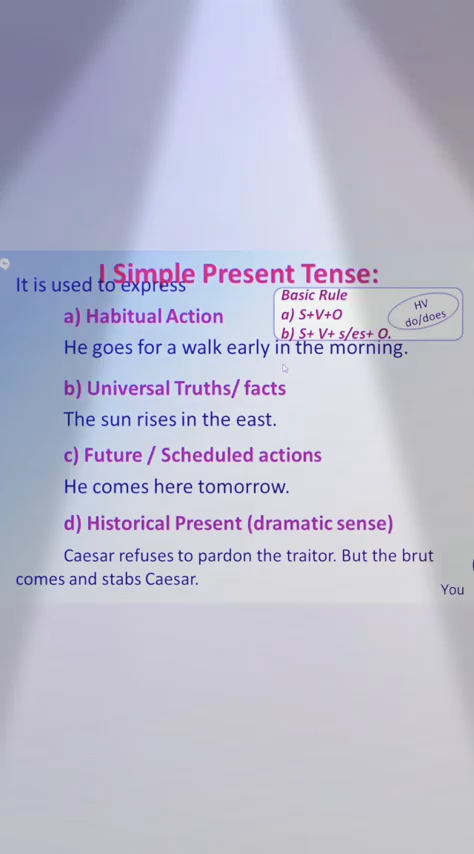 I Simple Present Tense:
It is used to express
Basic Rule
a) S+V+O
b) S+ V+ s/es+ O.
HV
do/does
a) Habitual Action
He goes for a walk early in the morning.
b) Universal Truths/ facts
The sun rises in the east.
c) Future / Scheduled actions
He comes here tomorrow.
d) Historical Present (dramatic sense)
Caesar refuses to pardon the traitor. But the brut
comes and stabs Caesar.
You